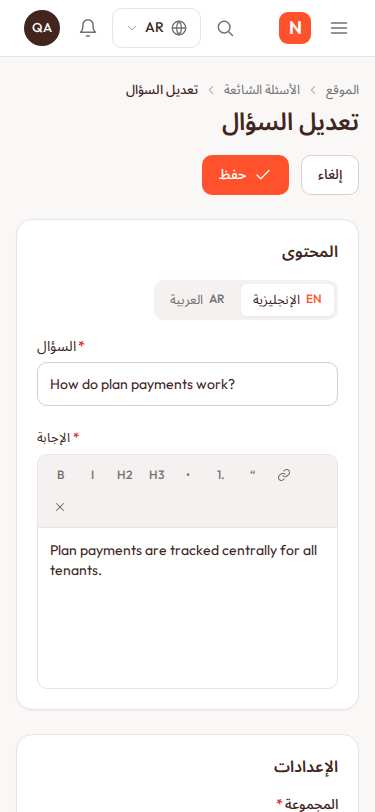 N
AR
QA
الموقع > الأسئلة الشائعة > تعديل السؤال
تعديل السؤال
إلغاء
حفظ
المحتوى
EN الإنجليزية
AR العربية
السؤال *
How do plan payments work?
الإجابة *
B I H2 H3 • 1. “
Plan payments are tracked centrally for all
tenants.
الإعدادات
المجموعة *